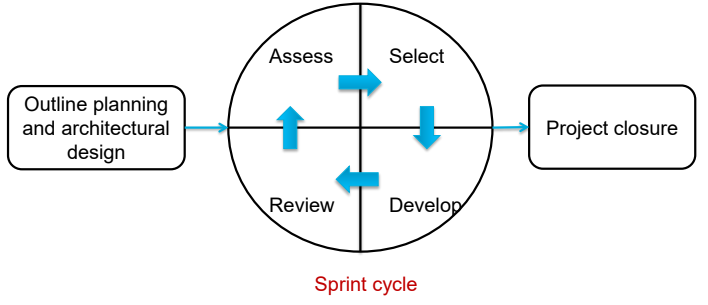 Assess
Select
Outline planning
and architectural
design
Project closure
Review
Develop
Sprint cycle